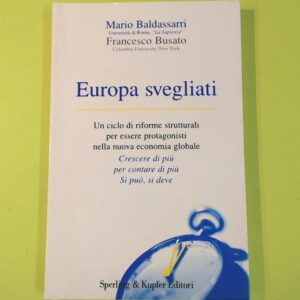 Mario Baldassarri
Università di Roma, "La Sapienza"
Francesco Busato
Columbia University, New York
Europa svegliati
Un ciclo di riforme strutturali
per essere protagonisti
nella nuova economia globale
Crescere di più
per contare di più
Si può, si deve
Sperling & Kupfer Editori